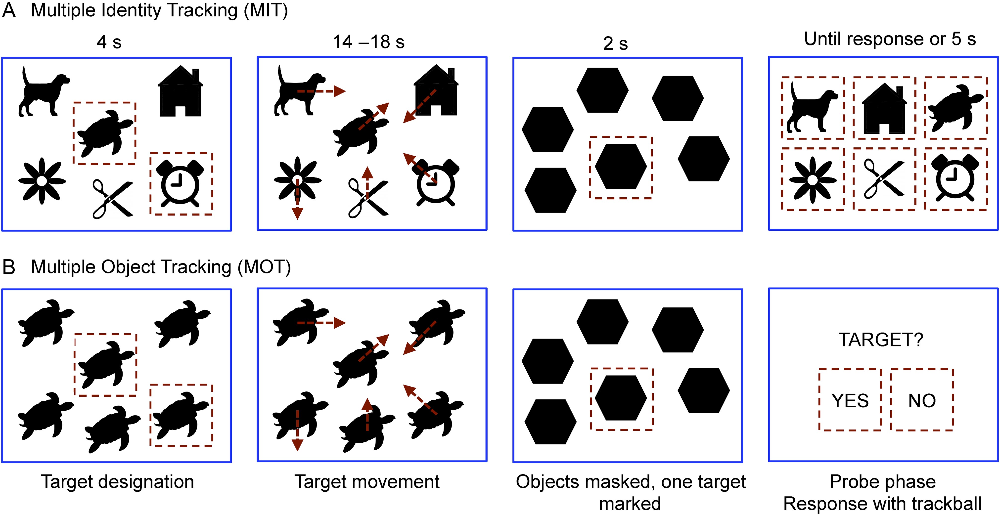 A Multiple Identity Tracking (MIT)
4 s
14 –18 s
2 s
Until response or 5 s
B Multiple Object Tracking (MOT)
TARGET?
YES
NO
Target designation
Target movement
Objects masked, one target
marked
Probe phase
Response with trackball